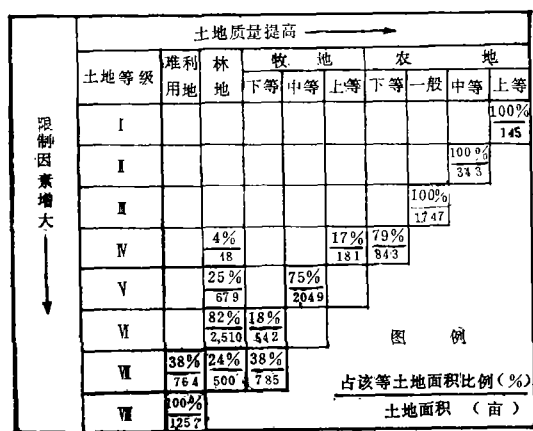 土地质量提高
限制因素增大
土地等级 难利用地 林地 牧地 农地
下等 中等 上等 下等 一般 中等 上等
Ⅰ 100% 145
Ⅱ 100% 343
Ⅲ 100% 1747
Ⅳ 4% 48 17% 181 79% 843
Ⅴ 25% 679 75% 2049
Ⅵ 82% 2,510 18% 542
Ⅶ 38% 764 24% 500 38% 785
Ⅷ 100% 1257
图例
占该等土地面积比例(%)
土地面积(亩)